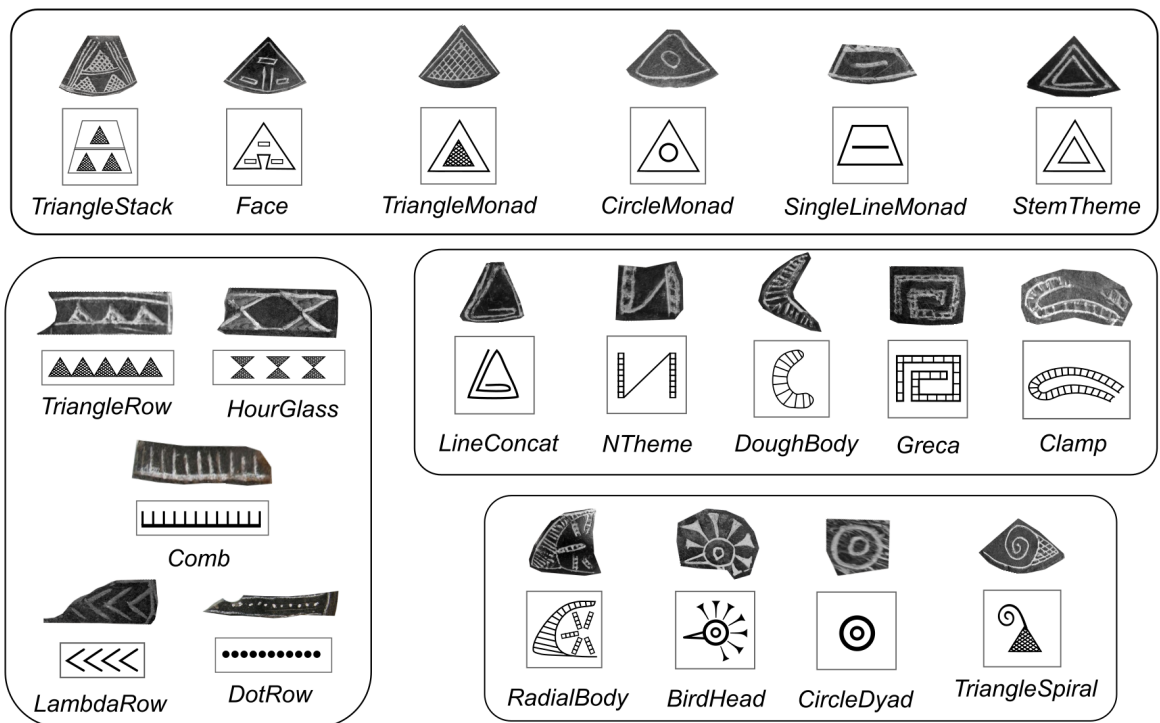 TriangleStack Face TriangleMonad CircleMonad SingleLineMonad StemTheme
TriangleRow HourGlass
Comb
LambdaRow DotRow
LineConcat NTheme DoughBody Greca Clamp
RadialBody BirdHead CircleDyad TriangleSpiral